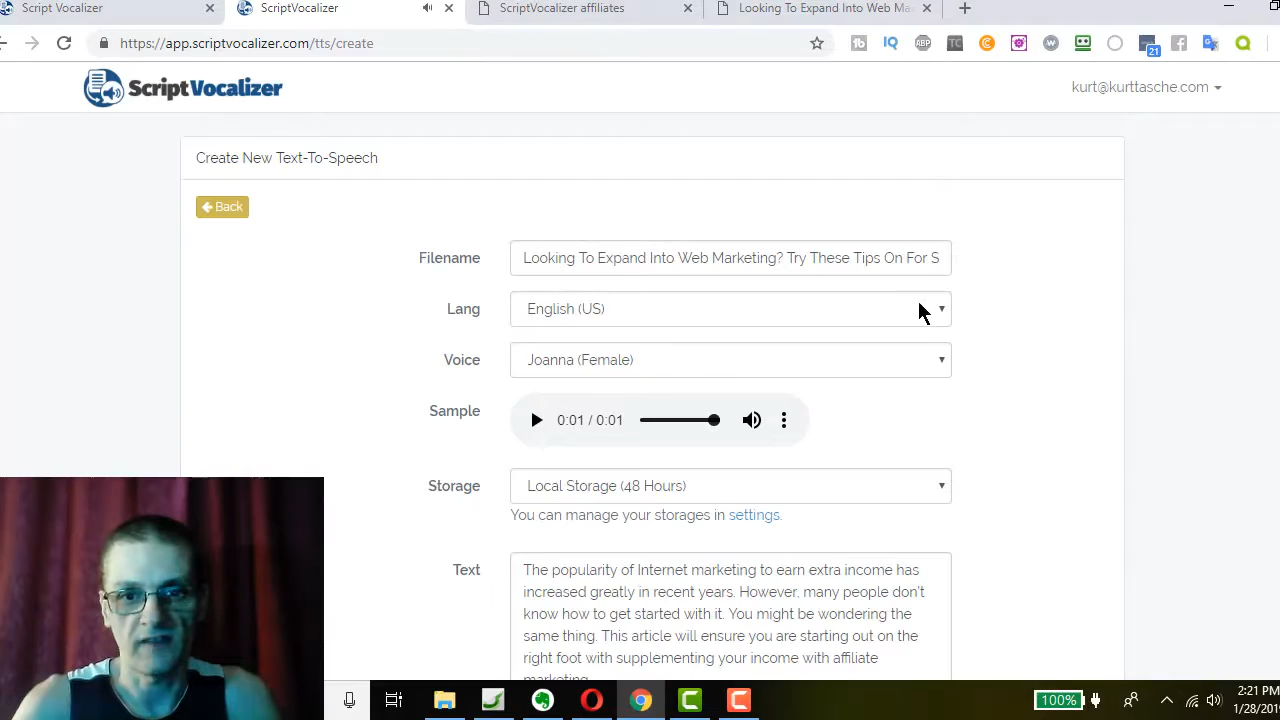 Script Vocalizer
ScriptVocalizer
ScriptVocalizer affiliates
Looking To Expand Into Web Ma
https://app.scriptvocalizer.com/tts/create
IQ
ABP
TC
21
ScriptVocalizer
kurt@kurttasche.com
Create New Text-To-Speech
Back
Filename
Looking To Expand Into Web Marketing? Try These Tips On For S
Lang
English (US)
Voice
Joanna (Female)
Sample
0:01 / 0:01
Storage
Local Storage (48 Hours)
You can manage your storages in settings.
Text
The popularity of Internet marketing to earn extra income has
increased greatly in recent years. However, many people don't
know how to get started with it. You might be wondering the
same thing. This article will ensure you are starting out on the
right foot with supplementing your income with affiliate
marketing.
100%
2:21 PM
1/28/201